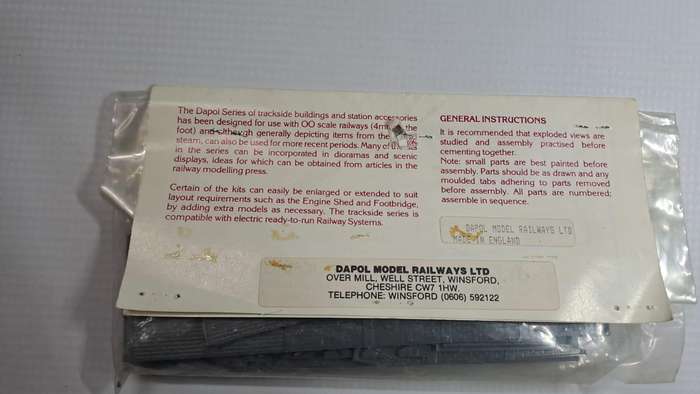 The Dapol Series of trackside buildings and station accessories
has been designed for use with OO scale railways (4mm the
foot) and although generally depicting items from the
steam, can also be used for more recent periods. Many of
in the series can be incorporated in dioramas and scenic
displays, ideas for which can be obtained from articles in the
railway modelling press.
Certain of the kits can easily be enlarged or extended to suit
layout requirements such as the Engine Shed and Footbridge,
by adding extra models as necessary. The trackside series is
compatible with electric ready-to-run Railway Systems.
GENERAL INSTRUCTIONS
It is recommended that exploded views are
studied and assembly practised before
cementing together.
Note: small parts are best painted before
assembly. Parts should be as drawn and any
moulded tabs adhering to parts removed
before assembly. All parts are numbered;
assemble in sequence.
DAPOL MODEL RAILWAYS LTD
MADE IN ENGLAND
DAPOL MODEL RAILWAYS LTD
OVER MILL, WELL STREET, WINSFORD,
CHESHIRE CW7 1HW.
TELEPHONE: WINSFORD (0606) 592122